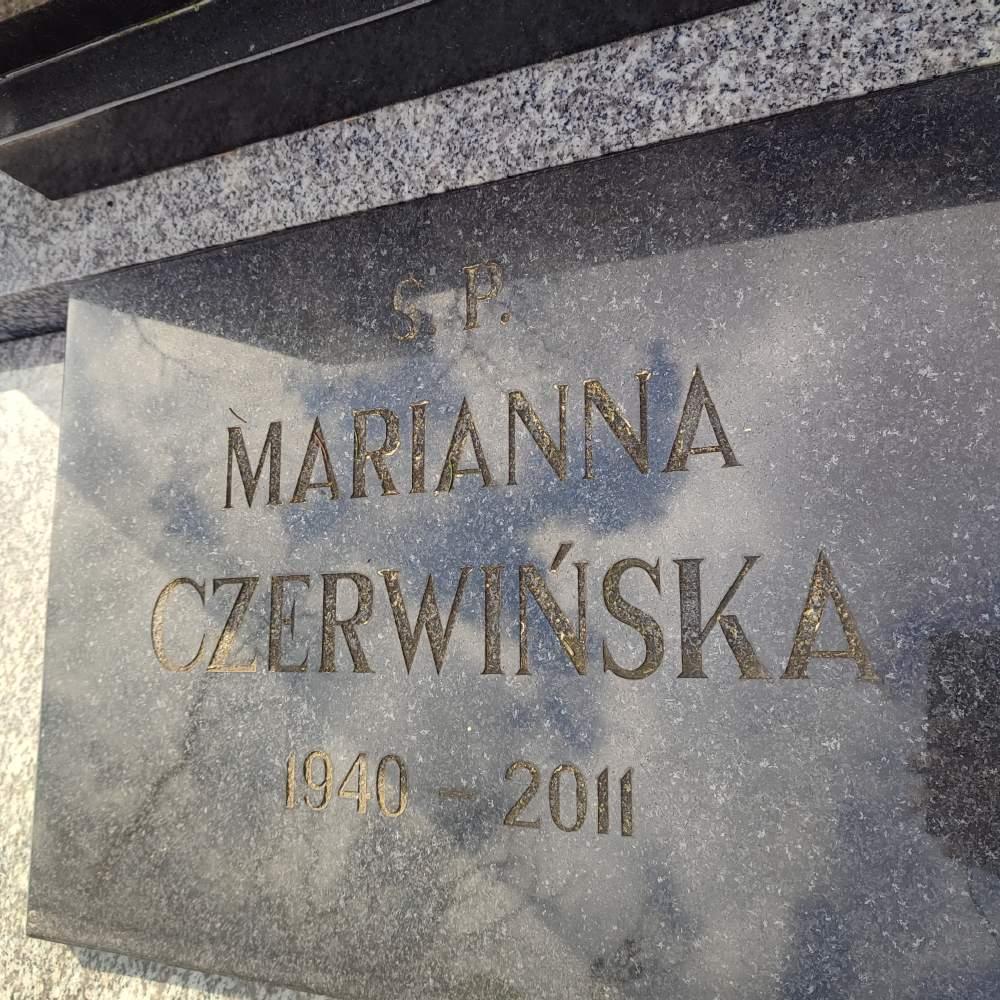 S. P.
MARIANNA
CZERWIŃSKA
1940 - 2011